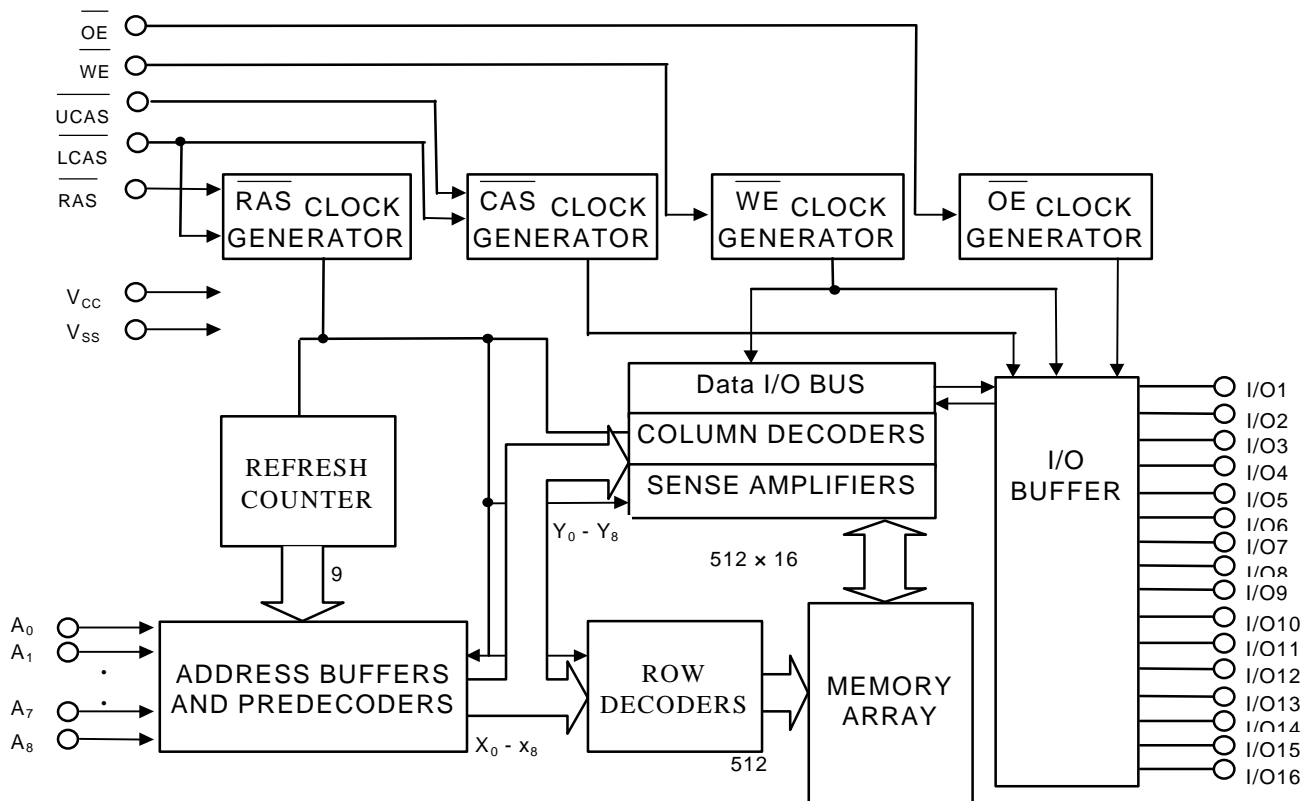 OE
WE
UCAS
LCAS
RAS
RAS CLOCK
GENERATOR
CAS CLOCK
GENERATOR
WE CLOCK
GENERATOR
OE CLOCK
GENERATOR
VCC
VSS
Data I/O BUS
COLUMN DECODERS
SENSE AMPLIFIERS
REFRESH
COUNTER
9
Y0 - Y8
512 × 16
I/O
BUFFER
I/O1
I/O2
I/O3
I/O4
I/O5
I/O6
I/O7
I/O8
I/O9
I/O10
I/O11
I/O12
I/O13
I/O14
I/O15
I/O16
A0
A1
.
.
A7
A8
ADDRESS BUFFERS
AND PREDECODERS
X0 - x8
ROW
DECODERS
512
MEMORY
ARRAY